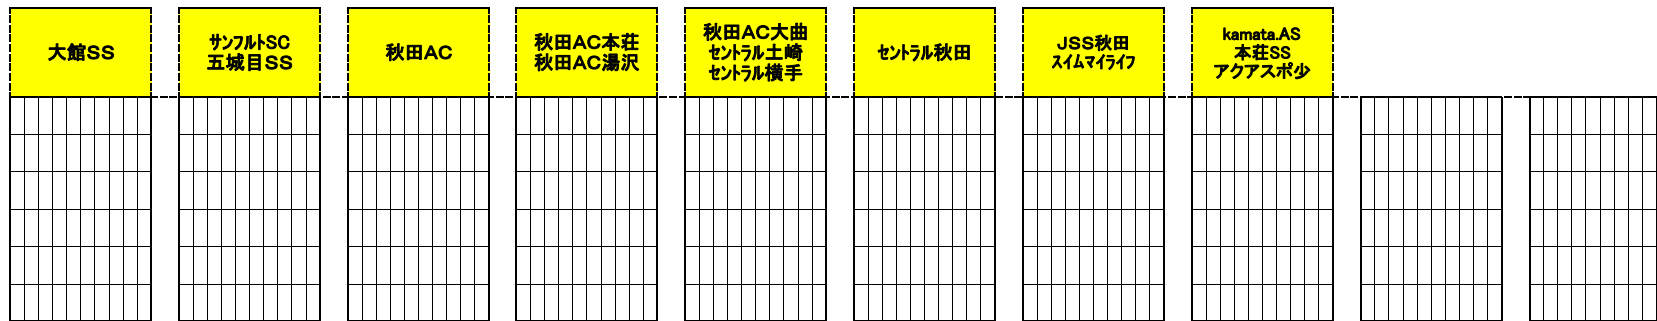 大館ＳＳ
ｻﾝﾌﾙﾄＳＣ
五城目ＳＳ
秋田ＡＣ
秋田ＡＣ本荘
秋田ＡＣ湯沢
秋田ＡＣ大曲
ｾﾝﾄﾗﾙ土崎
ｾﾝﾄﾗﾙ横手
ｾﾝﾄﾗﾙ秋田
ＪＳＳ秋田
ｽｲﾑﾏｲﾗｲﾌ
kamata.AS
本荘SS
アクアスポ少